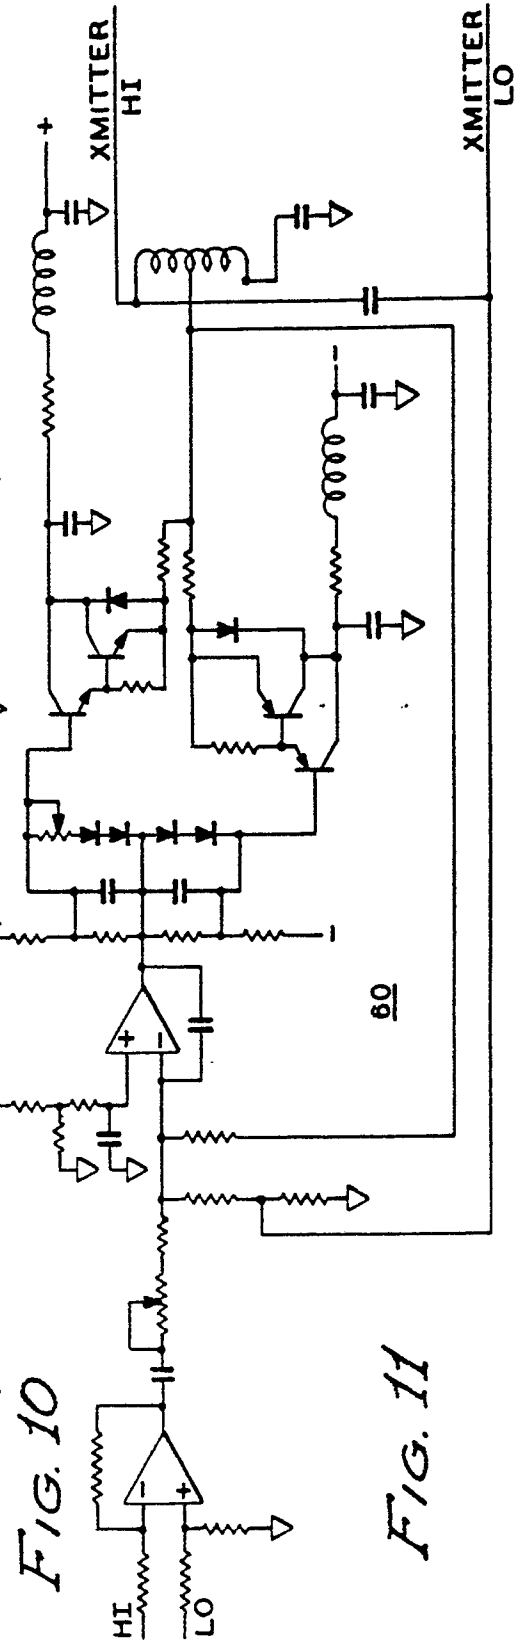 FIG. 10
FIG. 11
HI
LO
-
+
+
-
-
60
+
-
XMITTER
HI
XMITTER
LO